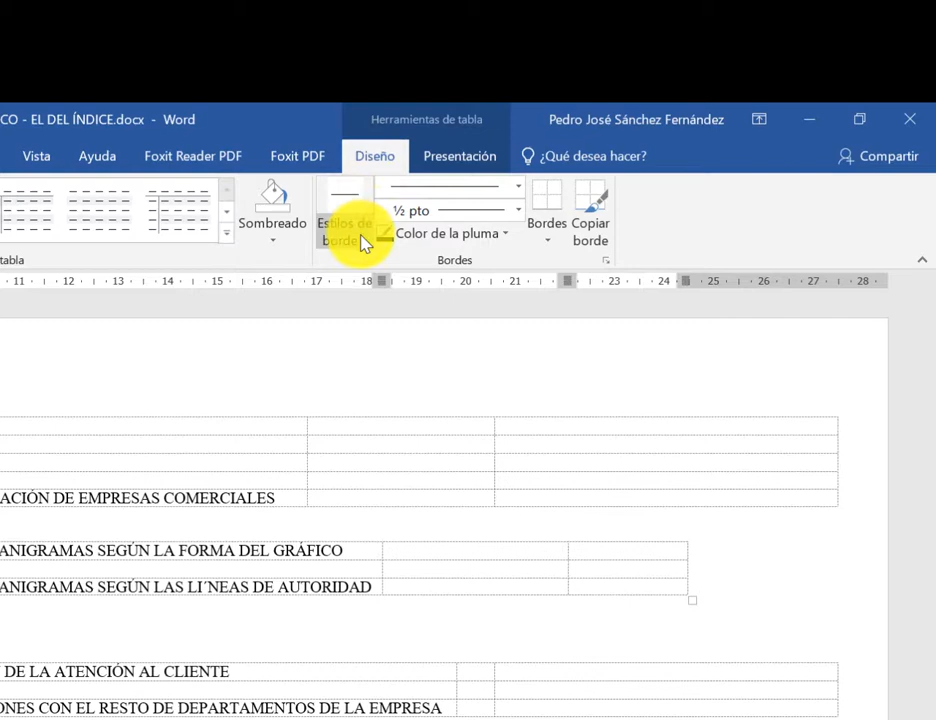 CO - EL DEL ÍNDICE.docx - Word
Herramientas de tabla
Pedro José Sánchez Fernández
Vista Ayuda Foxit Reader PDF Foxit PDF Diseño Presentación ¿Qué desea hacer? Compartir
½ pto
Sombreado
Estilos de
borde
Color de la pluma
Bordes
Copiar
borde
tabla
Bordes
11 12 13 14 15 16 17 18 19 20 21 23 24 25 26 27 28
ACIÓN DE EMPRESAS COMERCIALES
ANIGRAMAS SEGÚN LA FORMA DEL GRÁFICO
ANIGRAMAS SEGÚN LAS LI´NEAS DE AUTORIDAD
DE LA ATENCIÓN AL CLIENTE
ONES CON EL RESTO DE DEPARTAMENTOS DE LA EMPRESA